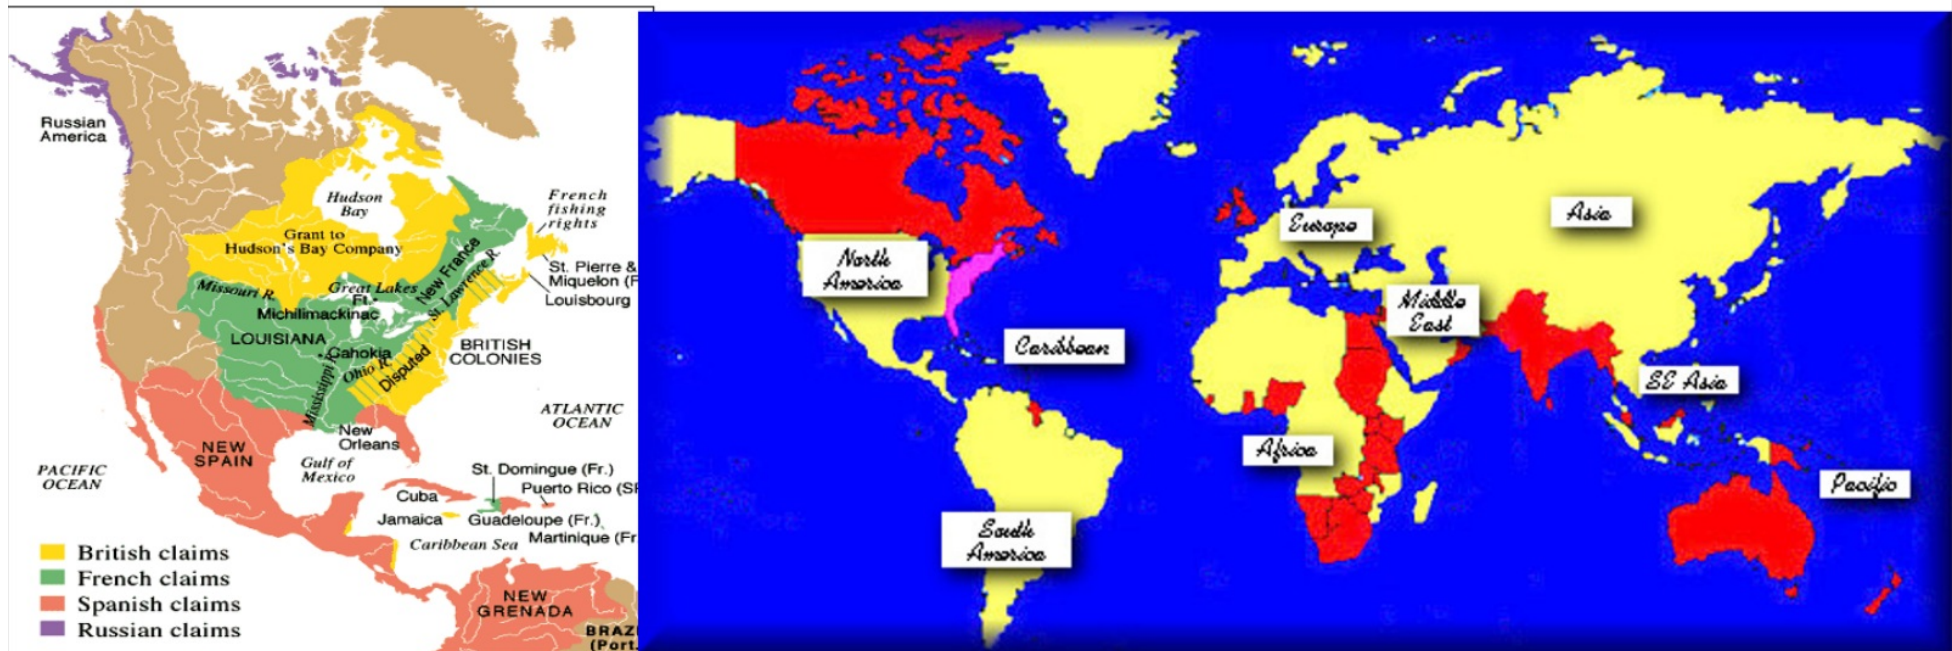 Russian
America
Hudson
Bay
French
fishing
rights
Grant to
Hudson's Bay Company
New France
St. Lawrence R.
St. Pierre &
Miquelon (F
Louisbourg
Missouri R.
Great Lakes
Ft.
Michilimackinac
LOUISIANA
Cahokia
Mississippi R.
Ohio R.
Disputed
BRITISH
COLONIES
ATLANTIC
OCEAN
NEW
SPAIN
New
Orleans
Gulf of
Mexico
PACIFIC
OCEAN
St. Domingue (Fr.)
Puerto Rico (SP
Cuba
Jamaica
Guadeloupe (Fr.)
Martinique (Fr
Caribbean Sea
British claims
French claims
Spanish claims
Russian claims
NEW
GRENADA
BRAZI
(Port.
North
America
Caribbean
South
America
Europe
Asia
Middle
East
SE Asia
Africa
Pacific